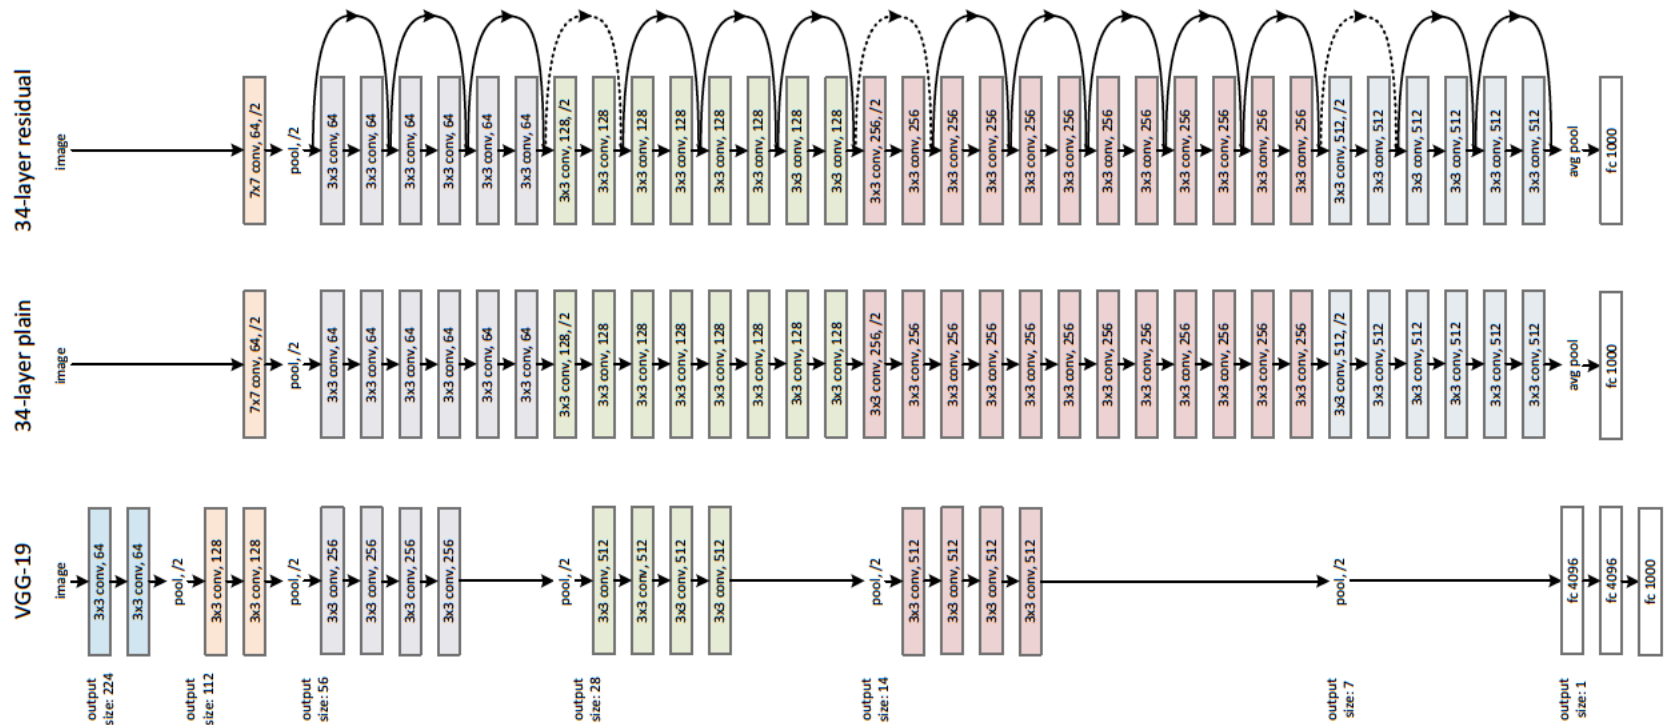 34-layer residual
image
7x7 conv, 64, /2
pool, /2
3x3 conv, 64
3x3 conv, 64
3x3 conv, 64
3x3 conv, 64
3x3 conv, 64
3x3 conv, 64
3x3 conv, 128, /2
3x3 conv, 128
3x3 conv, 128
3x3 conv, 128
3x3 conv, 128
3x3 conv, 128
3x3 conv, 128
3x3 conv, 128
3x3 conv, 256, /2
3x3 conv, 256
3x3 conv, 256
3x3 conv, 256
3x3 conv, 256
3x3 conv, 256
3x3 conv, 256
3x3 conv, 256
3x3 conv, 256
3x3 conv, 256
3x3 conv, 256
3x3 conv, 256
3x3 conv, 512, /2
3x3 conv, 512
3x3 conv, 512
3x3 conv, 512
3x3 conv, 512
3x3 conv, 512
avg pool
fc 1000
34-layer plain
image
7x7 conv, 64, /2
pool, /2
3x3 conv, 64
3x3 conv, 64
3x3 conv, 64
3x3 conv, 64
3x3 conv, 64
3x3 conv, 64
3x3 conv, 128, /2
3x3 conv, 128
3x3 conv, 128
3x3 conv, 128
3x3 conv, 128
3x3 conv, 128
3x3 conv, 128
3x3 conv, 128
3x3 conv, 256, /2
3x3 conv, 256
3x3 conv, 256
3x3 conv, 256
3x3 conv, 256
3x3 conv, 256
3x3 conv, 256
3x3 conv, 256
3x3 conv, 256
3x3 conv, 256
3x3 conv, 256
3x3 conv, 256
3x3 conv, 512, /2
3x3 conv, 512
3x3 conv, 512
3x3 conv, 512
3x3 conv, 512
3x3 conv, 512
avg pool
fc 1000
VGG-19
image
3x3 conv, 64
3x3 conv, 64
pool, /2
3x3 conv, 128
3x3 conv, 128
pool, /2
3x3 conv, 256
3x3 conv, 256
3x3 conv, 256
3x3 conv, 256
pool, /2
3x3 conv, 512
3x3 conv, 512
3x3 conv, 512
3x3 conv, 512
pool, /2
3x3 conv, 512
3x3 conv, 512
3x3 conv, 512
3x3 conv, 512
pool, /2
fc 4096
fc 4096
fc 1000
output
size: 224
output
size: 112
output
size: 56
output
size: 28
output
size: 14
output
size: 7
output
size: 1